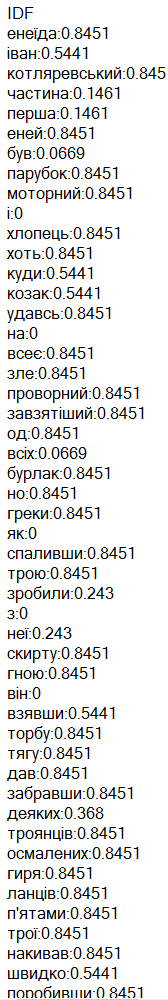 IDF
енеїда:0.8451
іван:0.5441
котляревський:0.845
частина:0.1461
перша:0.1461
еней:0.8451
був:0.0669
парубок:0.8451
моторний:0.8451
і:0
хлопець:0.8451
хоть:0.8451
куди:0.5441
козак:0.5441
удавсь:0.8451
на:0
всеє:0.8451
зле:0.8451
проворний:0.8451
завзятіший:0.8451
од:0.8451
всіх:0.0669
бурлак:0.8451
но:0.8451
греки:0.8451
як:0
спаливши:0.8451
трою:0.8451
зробили:0.243
з:0
неї:0.243
скирту:0.8451
гною:0.8451
він:0
взявши:0.5441
торбу:0.8451
тягу:0.8451
дав:0.8451
забравши:0.8451
деяких:0.368
троянців:0.8451
осмалених:0.8451
гиря:0.8451
ланців:0.8451
п'ятами:0.8451
трої:0.8451
накивав:0.8451
швидко:0.5441
поробивши:0.8451